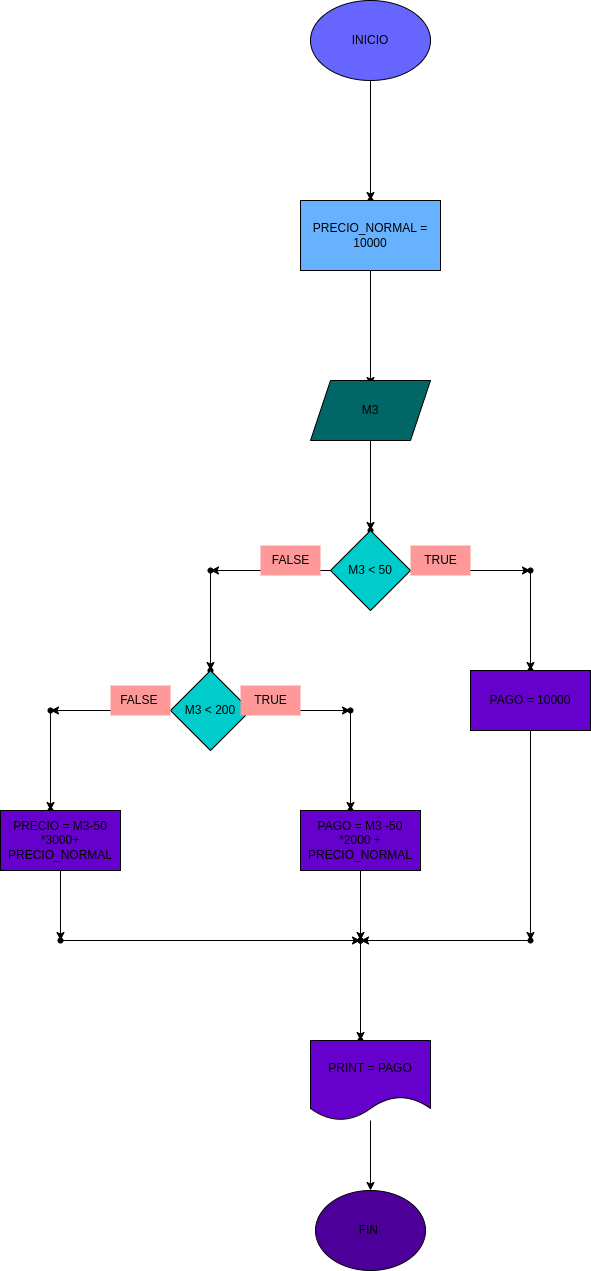 INICIO
PRECIO_NORMAL =
10000
M3
FALSE
M3 < 50
TRUE
FALSE
M3 < 200
TRUE
PAGO = 10000
PRECIO = M3-50
*3000+
PRECIO_NORMAL
PAGO = M3 -50
*2000 +
PRECIO_NORMAL
PRINT = PAGO
FIN